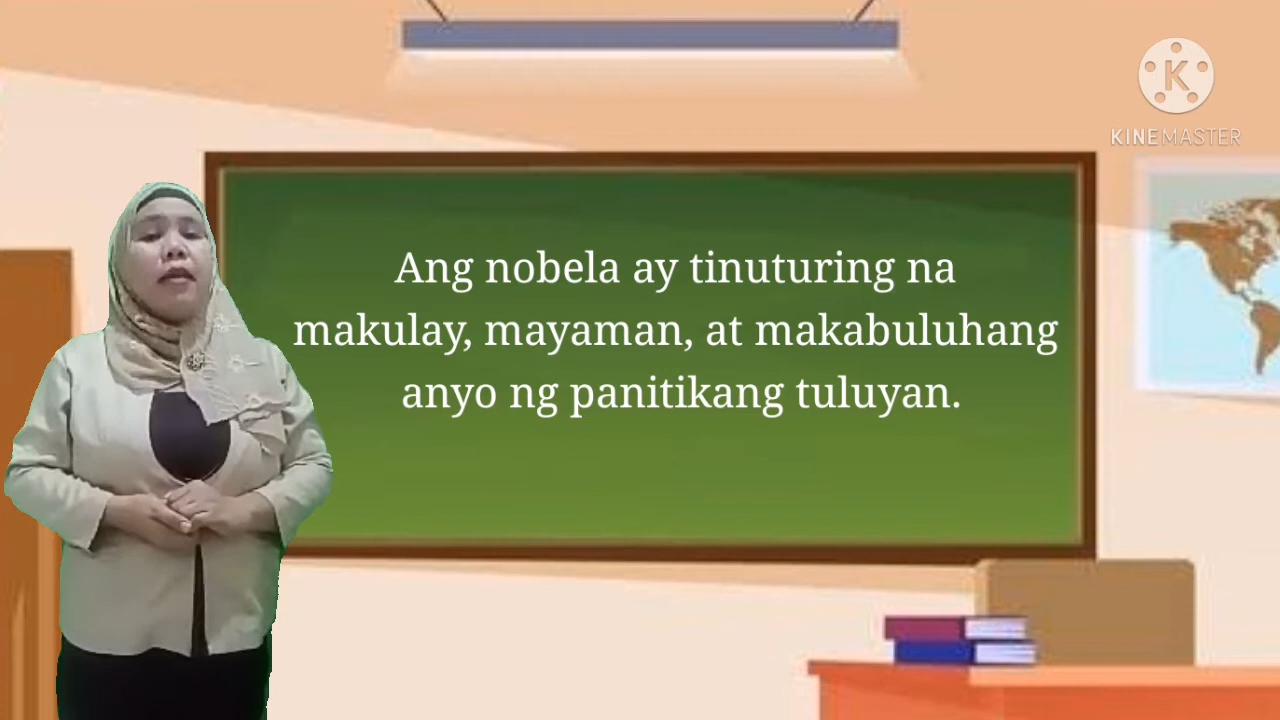 K
KINEMASTER
Ang nobela ay tinuturing na
makulay, mayaman, at makabuluhang
anyo ng panitikang tuluyan.